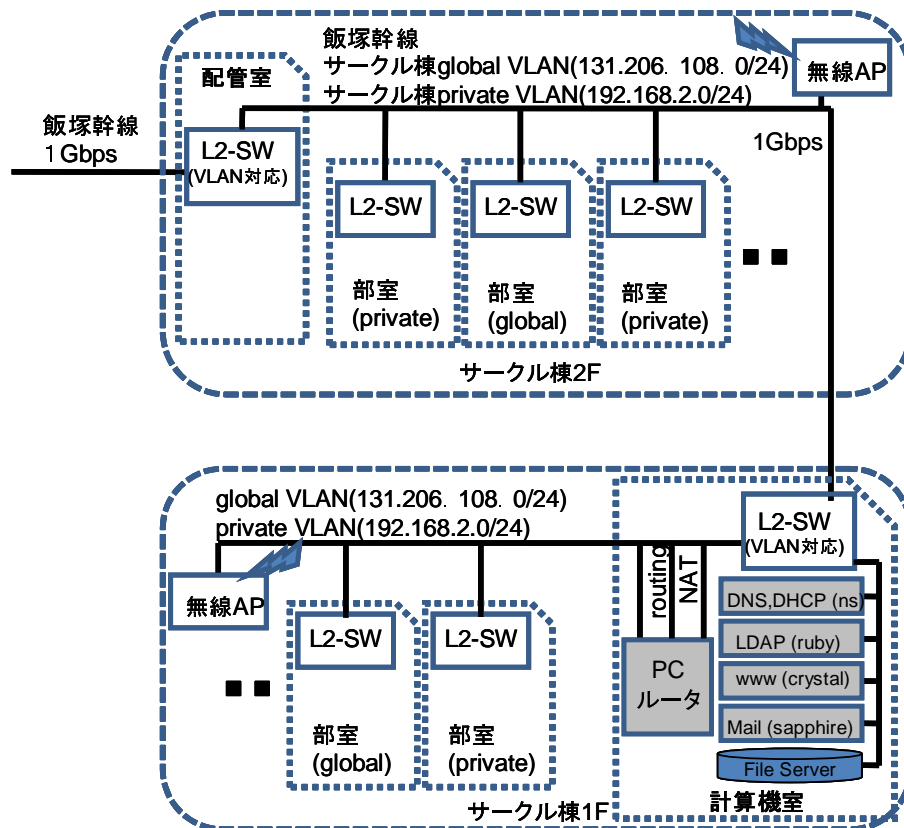 飯塚幹線
サークル棟global VLAN(131.206. 108. 0/24)
サークル棟private VLAN(192.168.2.0/24)
無線AP
配管室
飯塚幹線
1Gbps
L2-SW
(VLAN対応)
1Gbps
L2-SW
L2-SW
L2-SW
部室
(private)
部室
(global)
部室
(private)
サークル棟2F
global VLAN(131.206. 108. 0/24)
private VLAN(192.168.2.0/24)
L2-SW
(VLAN対応)
無線AP
L2-SW
L2-SW
routing
NAT
PC
ルータ
DNS,DHCP (ns)
LDAP (ruby)
www (crystal)
Mail (sapphire)
File Server
部室
(global)
部室
(private)
サークル棟1F
計算機室